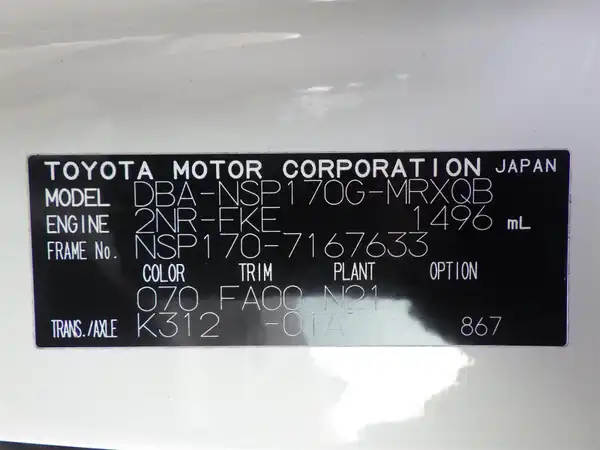 TOYOTA MOTOR CORPORATION JAPAN
MODEL DBA-NSP170G-MRXQB
ENGINE 2NR-FKE 1496 mL
FRAME No. NSP170-7167633
COLOR TRIM PLANT OPTION
070 FA00 N21
TRANS./AXLE K312 -01A 867